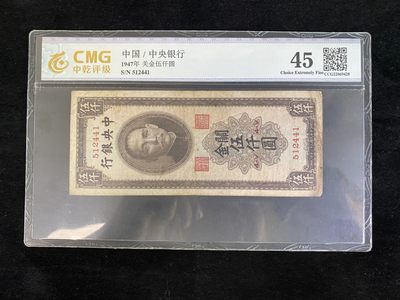 CMG
中乾评级
中国 / 中央银行
1947年 关金伍仟圆
S/N 512441
45
Choice Extremely Fine
伍仟
伍仟
512441
中央銀行
關金伍仟圓
512441
伍仟
伍仟